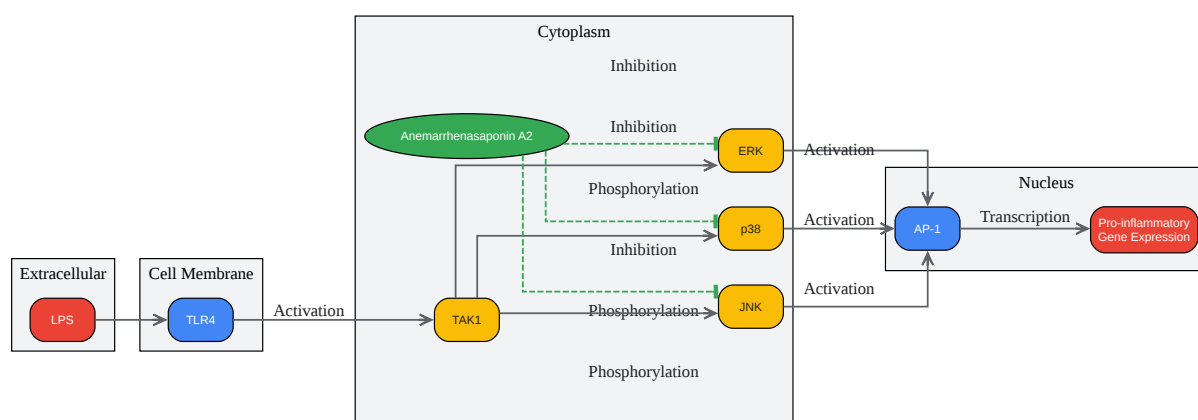 Cytoplasm
Inhibition
Anemarrhenasaponin A2
Inhibition
ERK
Activation
Phosphorylation
Nucleus
p38
Activation
AP-1
Transcription
Pro-inflammatory
Gene Expression
Inhibition
Extracellular
Cell Membrane
LPS
TLR4
Activation
TAK1
Phosphorylation
JNK
Activation
Phosphorylation